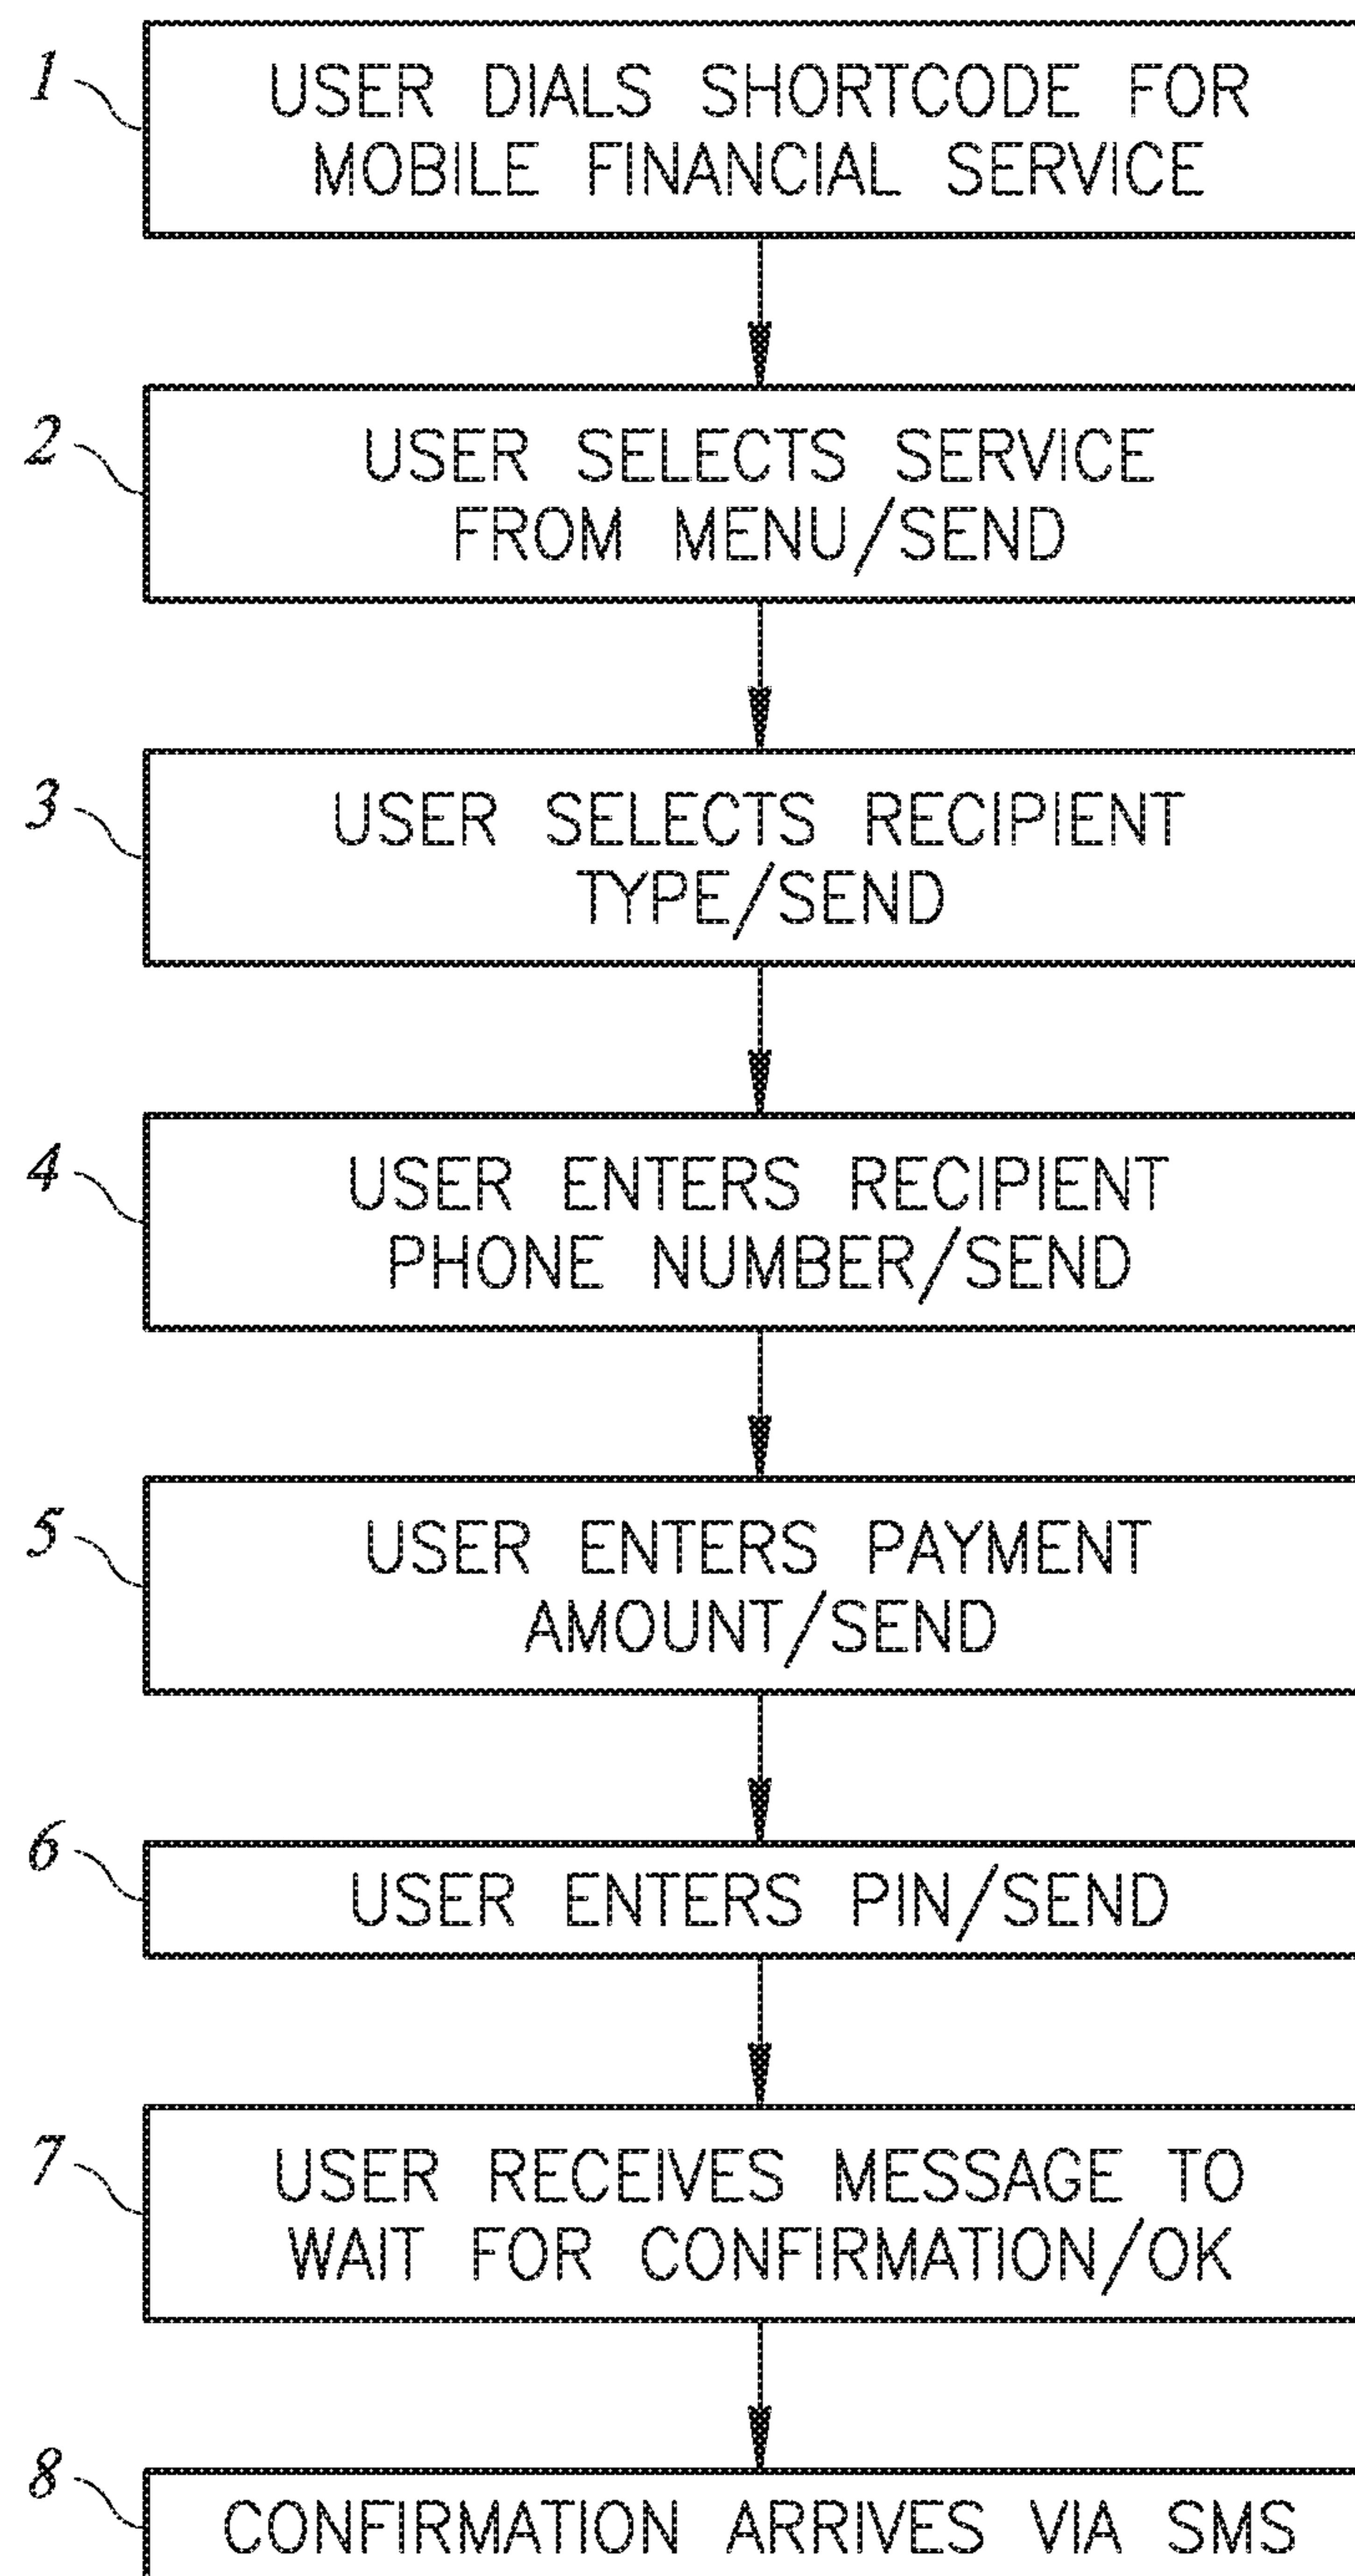 1
USER DIALS SHORTCODE FOR
MOBILE FINANCIAL SERVICE
2
USER SELECTS SERVICE
FROM MENU/SEND
3
USER SELECTS RECIPIENT
TYPE/SEND
4
USER ENTERS RECIPIENT
PHONE NUMBER/SEND
5
USER ENTERS PAYMENT
AMOUNT/SEND
6
USER ENTERS PIN/SEND
7
USER RECEIVES MESSAGE TO
WAIT FOR CONFIRMATION/OK
8
CONFIRMATION ARRIVES VIA SMS